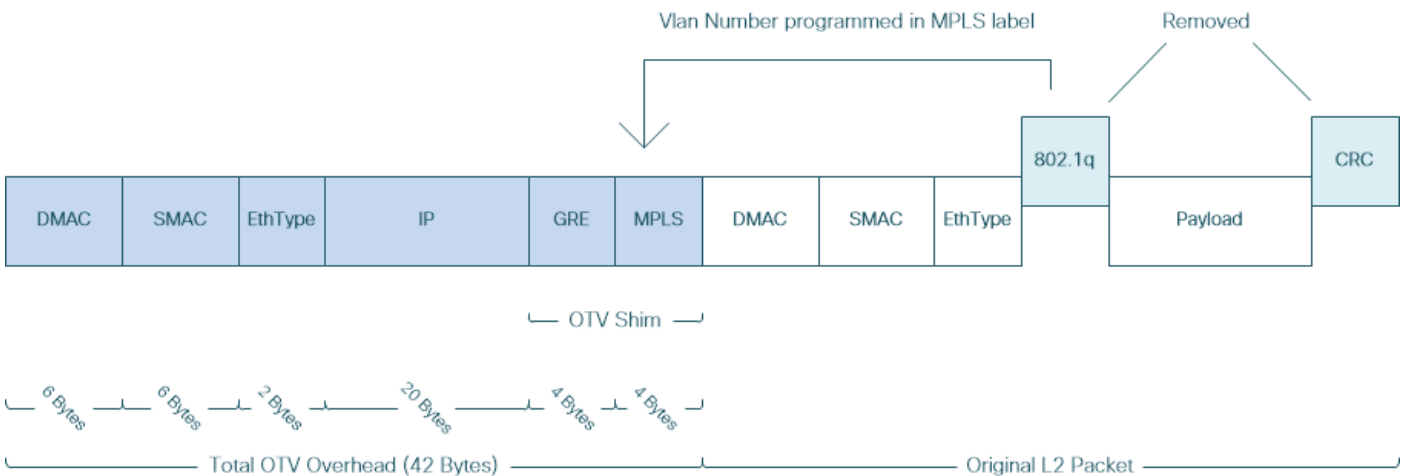 Vlan Number programmed in MPLS label
Removed
802.1q
CRC
DMAC
SMAC
EthType
IP
GRE
MPLS
DMAC
SMAC
EthType
Payload
OTV Shim
6 Bytes
6 Bytes
2 Bytes
20 Bytes
4 Bytes
4 Bytes
Total OTV Overhead (42 Bytes)
Original L2 Packet